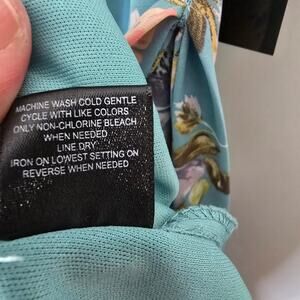 MACHINE WASH COLD GENTLE
CYCLE WITH LIKE COLORS
ONLY NON-CHLORINE BLEACH
WHEN NEEDED
LINE DRY
IRON ON LOWEST SETTING ON
REVERSE WHEN NEEDED